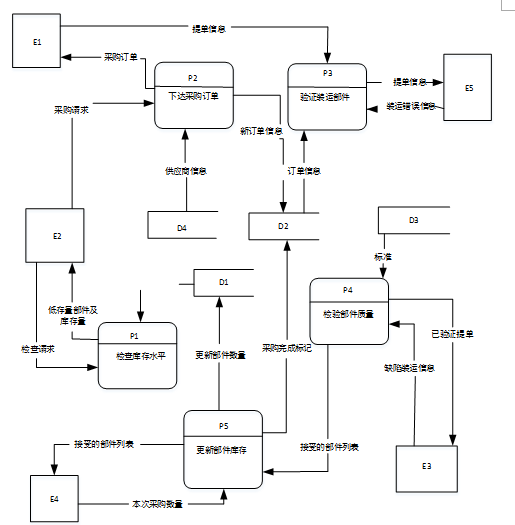 提单信息
E1
采购订单
P2
下达采购订单
P3
验证装运部件
提单信息
E5
装运错误信息
采购请求
新订单信息
供应商信息
订单信息
E2
D4
D2
D3
标准
D1
低存量部件及
库存量
P1
检查库存水平
检查请求
P4
检验部件质量
已验证提单
更新部件数量
采购完成标记
缺陷装运信息
P5
更新部件库存
接受的部件列表
接受的部件列表
E3
E4
本次采购数量